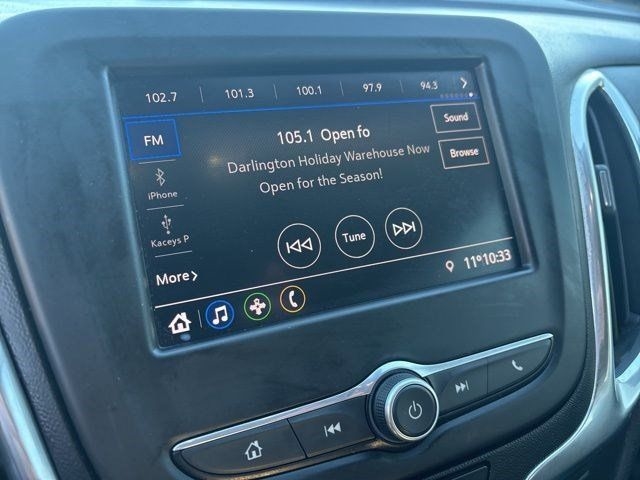 102.7 101.3 100.1 97.9 94.3
FM
105.1 Open fo
Sound
Darlington Holiday Warehouse Now
Open for the Season!
Browse
iPhone
Kaceys P
Tune
More
11°10:33